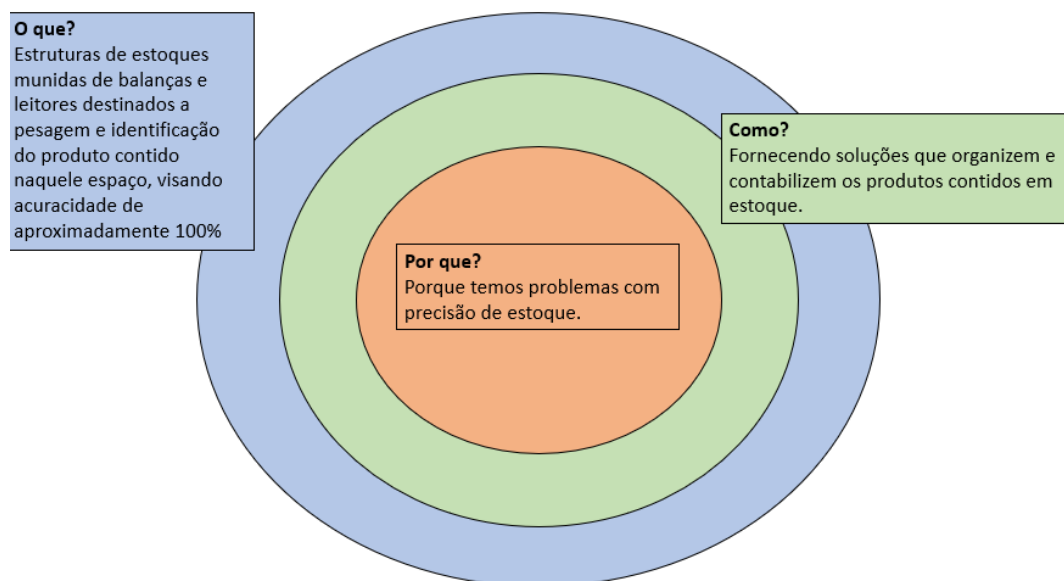 O que?
Estruturas de estoques
munidas de balanças e
leitores destinados a
pesagem e identificação
do produto contido
naquele espaço, visando
acuracidade de
aproximadamente 100%
Como?
Fornecendo soluções que organizem e
contabilizem os produtos contidos em
estoque.
Por que?
Porque temos problemas com
precisão de estoque.